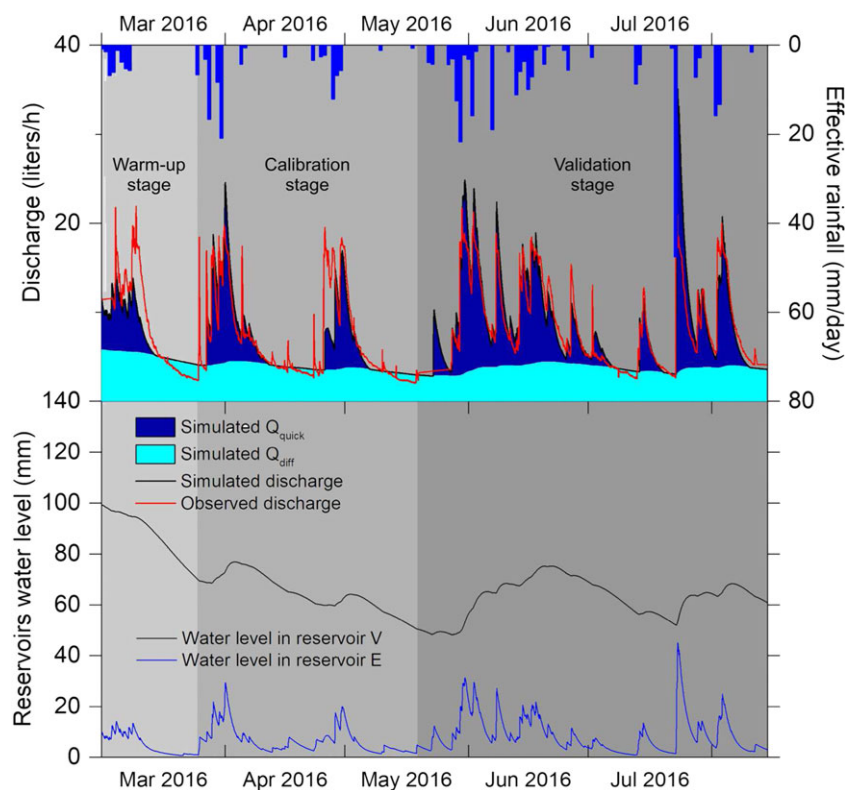 Mar 2016 Apr 2016 May 2016 Jun 2016 Jul 2016
40
20
0
20
40
60
80
Discharge (liters/h)
Effective rainfall (mm/day)
Warm-up
stage
Calibration
stage
Validation
stage
140
120
100
80
60
40
20
0
Reservoirs water level (mm)
Simulated Qquick
Simulated Qdiff
Simulated discharge
Observed discharge
Water level in reservoir V
Water level in reservoir E
Mar 2016 Apr 2016 May 2016 Jun 2016 Jul 2016